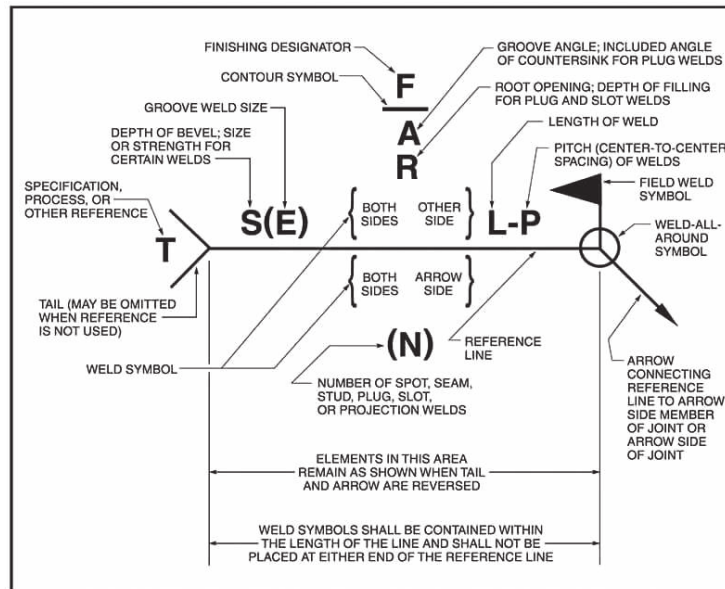 FINISHING DESIGNATOR
CONTOUR SYMBOL
GROOVE WELD SIZE
DEPTH OF BEVEL; SIZE
OR STRENGTH FOR
CERTAIN WELDS
SPECIFICATION,
PROCESS, OR
OTHER REFERENCE
F
A
R
GROOVE ANGLE; INCLUDED ANGLE
OF COUNTERSINK FOR PLUG WELDS
ROOT OPENING; DEPTH OF FILLING
FOR PLUG AND SLOT WELDS
LENGTH OF WELD
PITCH (CENTER-TO-CENTER
SPACING) OF WELDS
FIELD WELD
SYMBOL
WELD-ALL-
AROUND
SYMBOL
T
S(E)
BOTH
SIDES
OTHER
SIDE
L-P
BOTH
SIDES
ARROW
SIDE
TAIL (MAY BE OMITTED
WHEN REFERENCE
IS NOT USED)
WELD SYMBOL
(N)
NUMBER OF SPOT, SEAM,
STUD, PLUG, SLOT,
OR PROJECTION WELDS
REFERENCE
LINE
ARROW
CONNECTING
REFERENCE
LINE TO ARROW
SIDE MEMBER
OF JOINT OR
ARROW SIDE
OF JOINT
ELEMENTS IN THIS AREA
REMAIN AS SHOWN WHEN TAIL
AND ARROW ARE REVERSED
WELD SYMBOLS SHALL BE CONTAINED WITHIN
THE LENGTH OF THE LINE AND SHALL NOT BE
PLACED AT EITHER END OF THE REFERENCE LINE